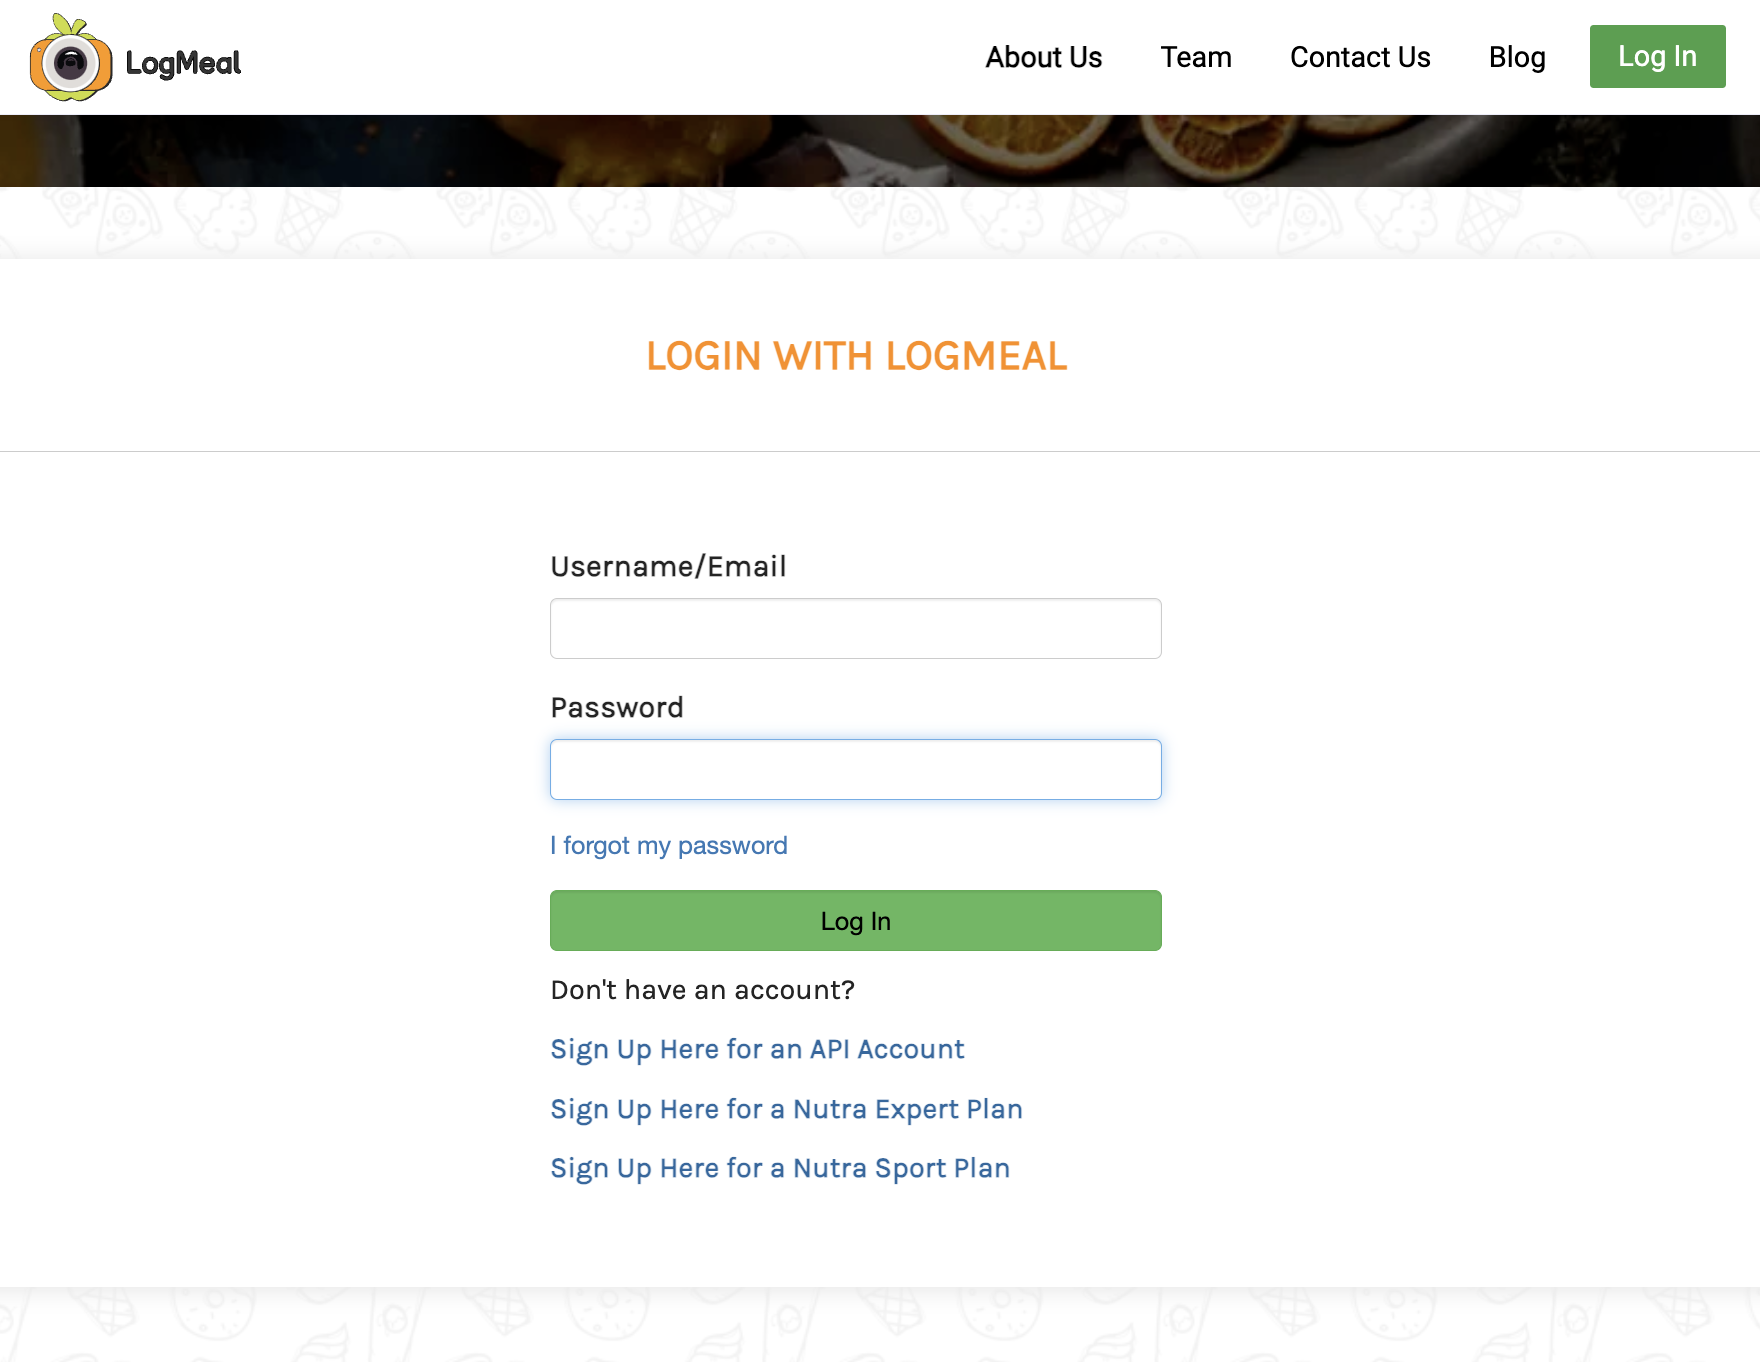 LogMeal
About Us
Team
Contact Us
Blog
Log In
LOGIN WITH LOGMEAL
Username/Email
Password
I forgot my password
Log In
Don't have an account?
Sign Up Here for an API Account
Sign Up Here for a Nutra Expert Plan
Sign Up Here for a Nutra Sport Plan